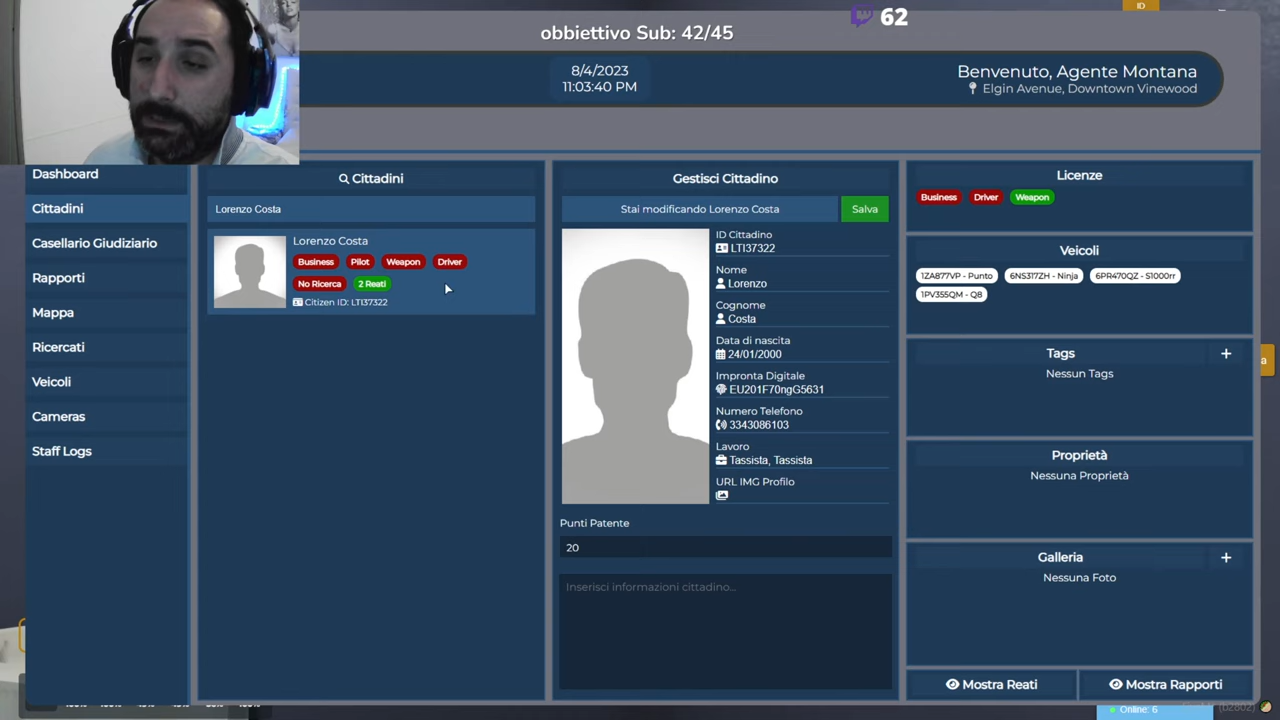 ID
62
obbiettivo Sub: 42/45
8/4/2023
11:03:40 PM
Benvenuto, Agente Montana
Elgin Avenue, Downtown Vinewood
Dashboard
Cittadini
Casellario Giudiziario
Rapporti
Mappa
Ricercati
Veicoli
Cameras
Staff Logs
Cittadini
Lorenzo Costa
Lorenzo Costa
Business Pilot Weapon Driver
No Ricerca 2 Reati
Citizen ID: LTI37322
Gestisci Cittadino
Stai modificando Lorenzo Costa Salva
ID Cittadino
LTI37322
Nome
Lorenzo
Cognome
Costa
Data di nascita
24/01/2000
Impronta Digitale
EU201F70ngG5631
Numero Telefono
3343086103
Lavoro
Tassista, Tassista
URL IMG Profilo
Punti Patente
20
Inserisci informazioni cittadino...
Licenze
Business Driver Weapon
Veicoli
1ZA877VP - Punto 6NS317ZH - Ninja 6PR470QZ - S1000rr
1PV355QM - Q8
Tags +
Nessun Tags
Proprietà
Nessuna Proprietà
Galleria +
Nessuna Foto
Mostra Reati Mostra Rapporti
Online: 6
(b2802)